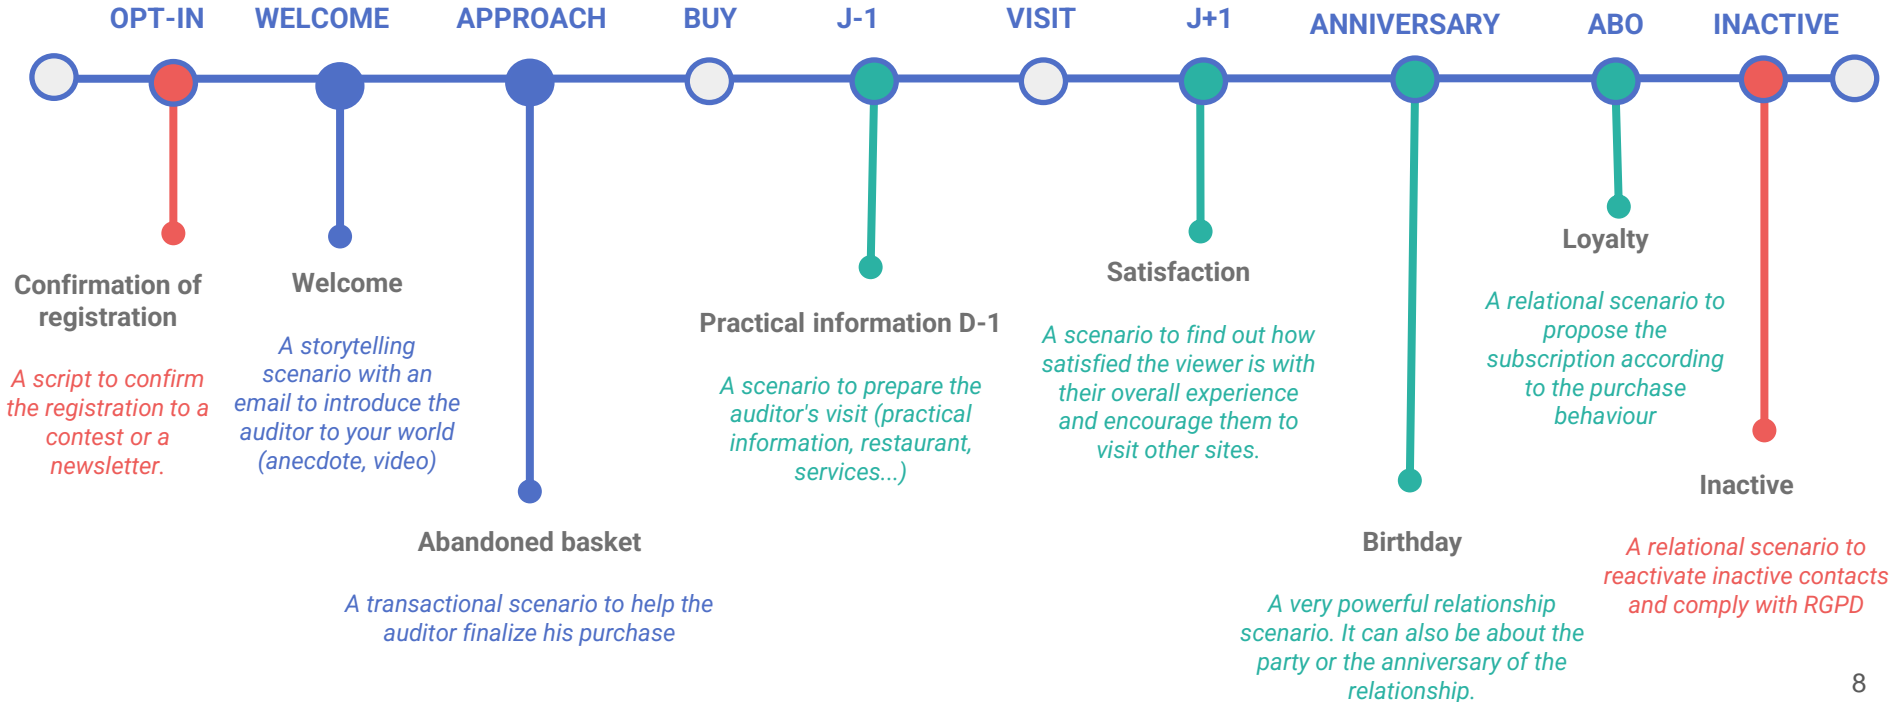 OPT-IN
WELCOME
APPROACH
BUY
J-1
VISIT
J+1
ANNIVERSARY
ABO
INACTIVE
Confirmation of
registration
A script to confirm
the registration to a
contest or a
newsletter.
Welcome
A storytelling
scenario with an
email to introduce the
auditor to your world
(anecdote, video)
Abandoned basket
A transactional scenario to help the
auditor finalize his purchase
Practical information D-1
A scenario to prepare the
auditor's visit (practical
information, restaurant,
services...)
Satisfaction
A scenario to find out how
satisfied the viewer is with
their overall experience
and encourage them to
visit other sites.
Birthday
A very powerful relationship
scenario. It can also be about the
party or the anniversary of the
relationship.
Loyalty
A relational scenario to
propose the
subscription according
to the purchase
behaviour
Inactive
A relational scenario to
reactivate inactive contacts
and comply with RGPD
8